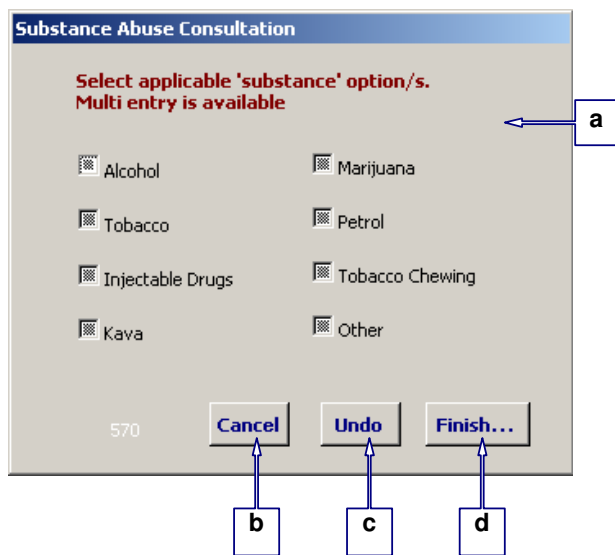 Substance Abuse Consultation
Select applicable 'substance' option/s.
Multi entry is available
a
Alcohol Marijuana
Tobacco Petrol
Injectable Drugs Tobacco Chewing
Kava Other
570 Cancel Undo Finish...
b c d